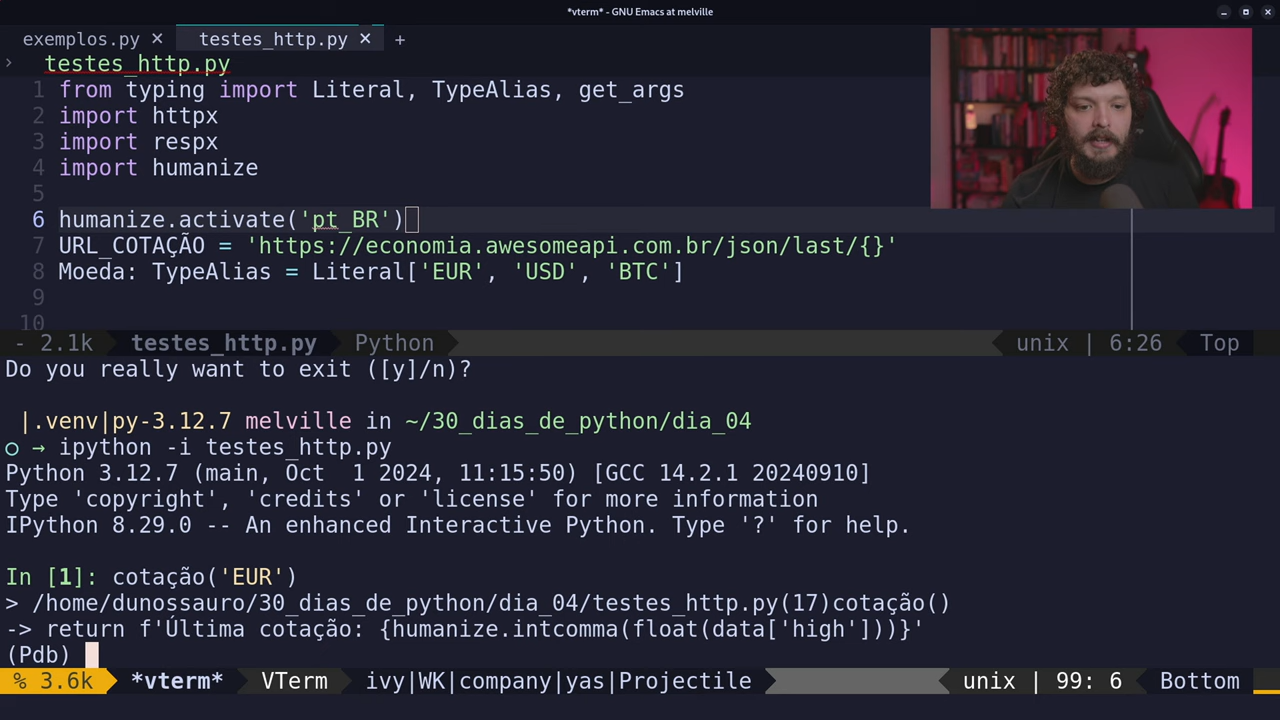 *vterm* - GNU Emacs at melville
exemplos.py × testes_http.py × +
› testes_http.py
1 from typing import Literal, TypeAlias, get_args
2 import httpx
3 import respx
4 import humanize
5
6 humanize.activate('pt_BR')
7 URL_COTAÇÃO = 'https://economia.awesomeapi.com.br/json/last/{}'
8 Moeda: TypeAlias = Literal['EUR', 'USD', 'BTC']
9
10
- 2.1k testes_http.py Python unix | 6:26 Top
Do you really want to exit ([y]/n)?
|.venv|py-3.12.7 melville in ~/30_dias_de_python/dia_04
○ → ipython -i testes_http.py
Python 3.12.7 (main, Oct  1 2024, 11:15:50) [GCC 14.2.1 20240910]
Type 'copyright', 'credits' or 'license' for more information
IPython 8.29.0 -- An enhanced Interactive Python. Type '?' for help.
In [1]: cotação('EUR')
> /home/dunossauro/30_dias_de_python/dia_04/testes_http.py(17)cotação()
-> return f'Última cotação: {humanize.intcomma(float(data['high']))}'
(Pdb)
% 3.6k *vterm* VTerm ivy|WK|company|yas|Projectile unix | 99: 6 Bottom